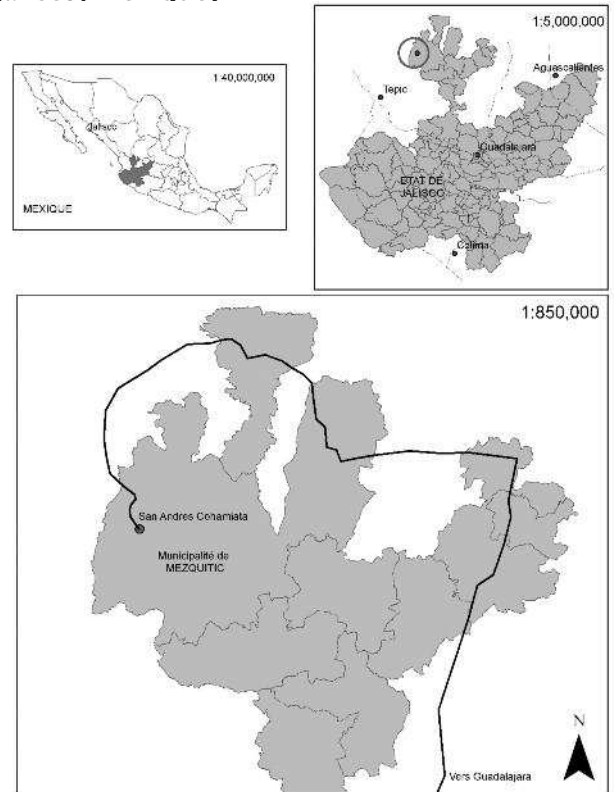 1:40,000,000
Jalisco
MEXIQUE
1:5,000,000
Aguascalientes
Tepic
Guadalajara
ETAT DE
JALISCO
Colima
1:850,000
San Andres Cohamiata
Municipalité de
MEZQUITIC
N
Vers Guadalajara